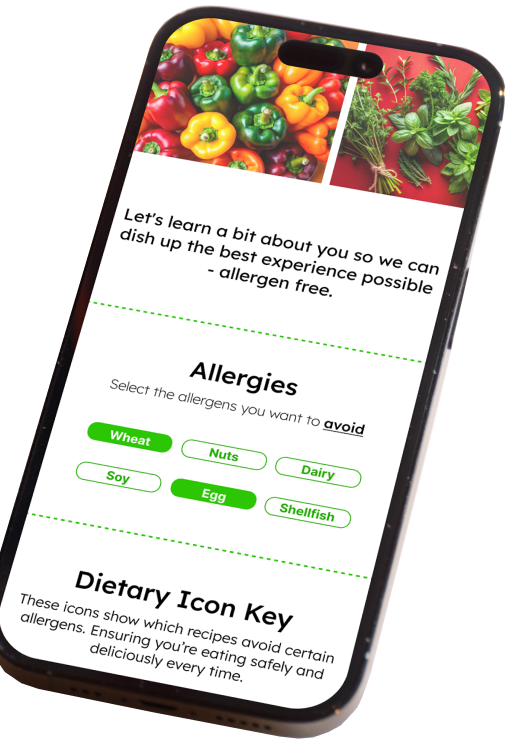 Let's learn a bit about you so we can
dish up the best experience possible
- allergen free.
Allergies
Select the allergens you want to avoid
Wheat
Nuts
Dairy
Soy
Egg
Shellfish
Dietary Icon Key
These icons show which recipes avoid certain
allergens. Ensuring you're eating safely and
deliciously every time.